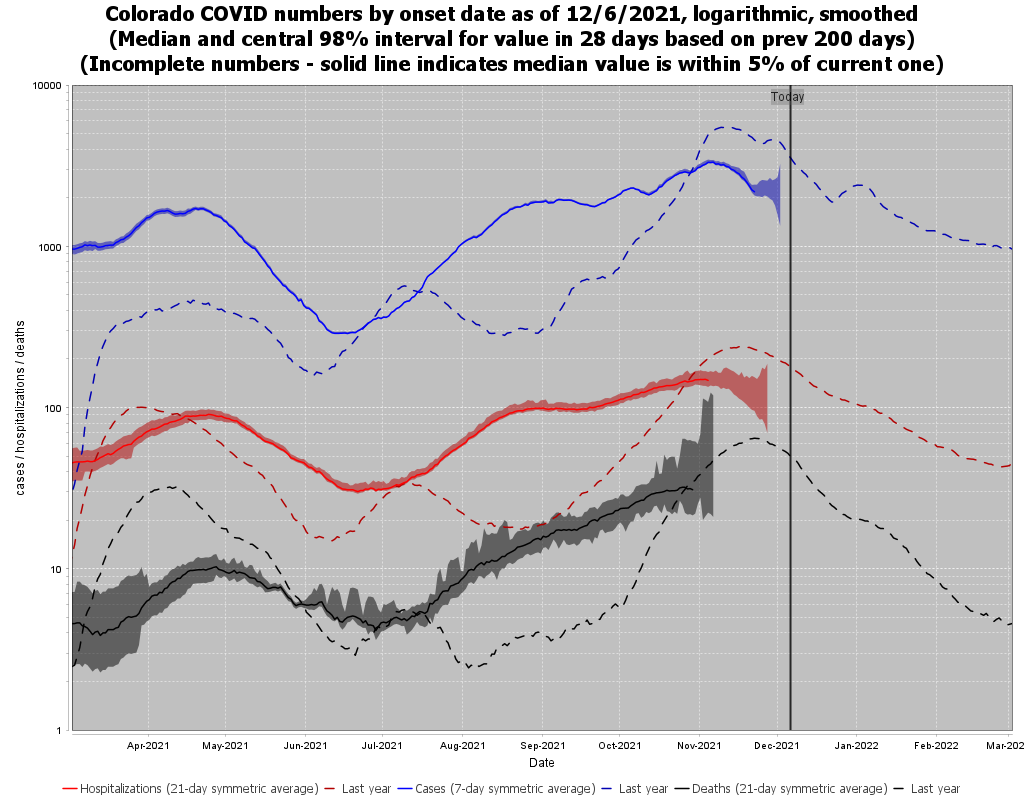 Colorado COVID numbers by onset date as of 12/6/2021, logarithmic, smoothed
(Median and central 98% interval for value in 28 days based on prev 200 days)
(Incomplete numbers - solid line indicates median value is within 5% of current one)
Today
10000
1000
100
10
1
cases / hospitalizations / deaths
Apr-2021 May-2021 Jun-2021 Jul-2021 Aug-2021 Sep-2021 Oct-2021 Nov-2021 Dec-2021 Jan-2022 Feb-2022 Mar-202
Date
Hospitalizations (21-day symmetric average) Last year Cases (7-day symmetric average) Last year Deaths (21-day symmetric average) Last year